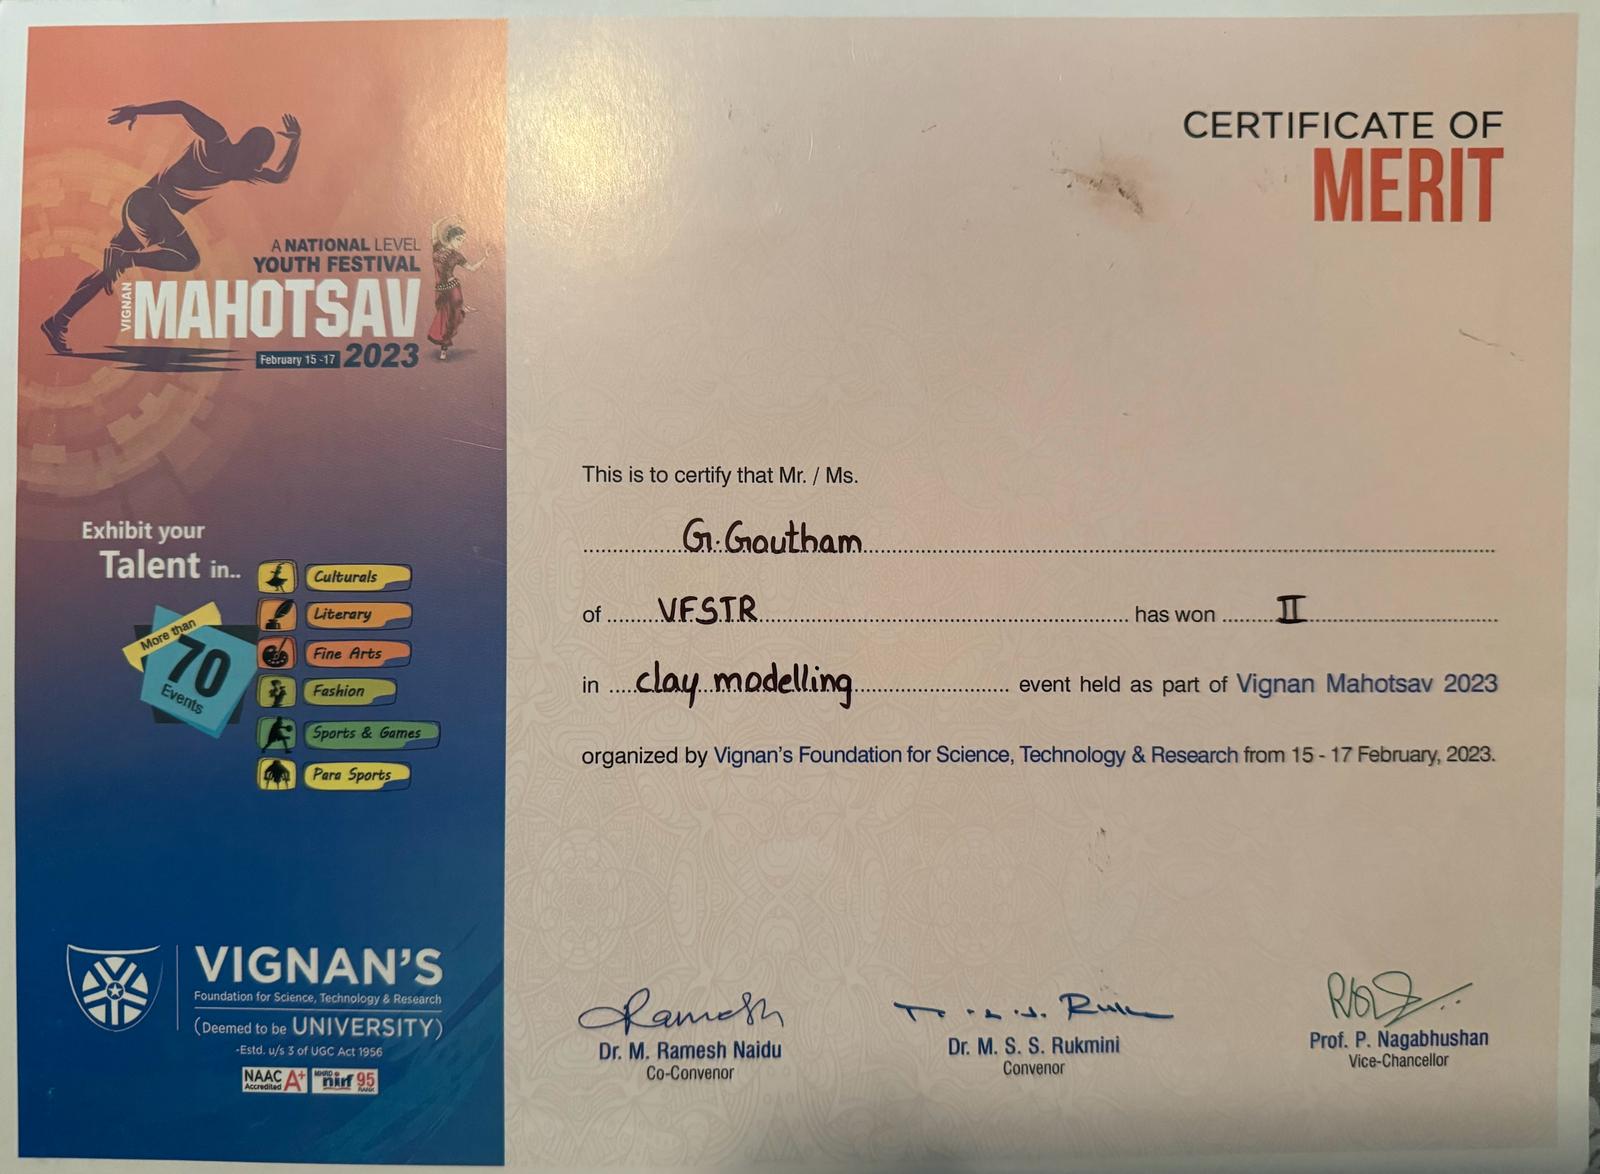 CERTIFICATE OF
MERIT
A NATIONAL LEVEL
YOUTH FESTIVAL
VIGNAN
MAHOTSAV
February 15 -17 2023
This is to certify that Mr. / Ms.
G. Goutham
of VFSTR has won II
in clay modelling event held as part of Vignan Mahotsav 2023
organized by Vignan's Foundation for Science, Technology & Research from 15 - 17 February, 2023.
Exhibit your
Talent in..
More than
70
Events
Culturals
Literary
Fine Arts
Fashion
Sports & Games
Para Sports
VIGNAN'S
Foundation for Science, Technology & Research
(Deemed to be UNIVERSITY)
-Estd. u/s 3 of UGC Act 1956
NAAC
Accredited A+
MHRD
nirf 95
RANK
Ramesh
Dr. M. Ramesh Naidu
Co-Convenor
Dr. M. S. S. Rukmini
Convenor
Prof. P. Nagabhushan
Vice-Chancellor